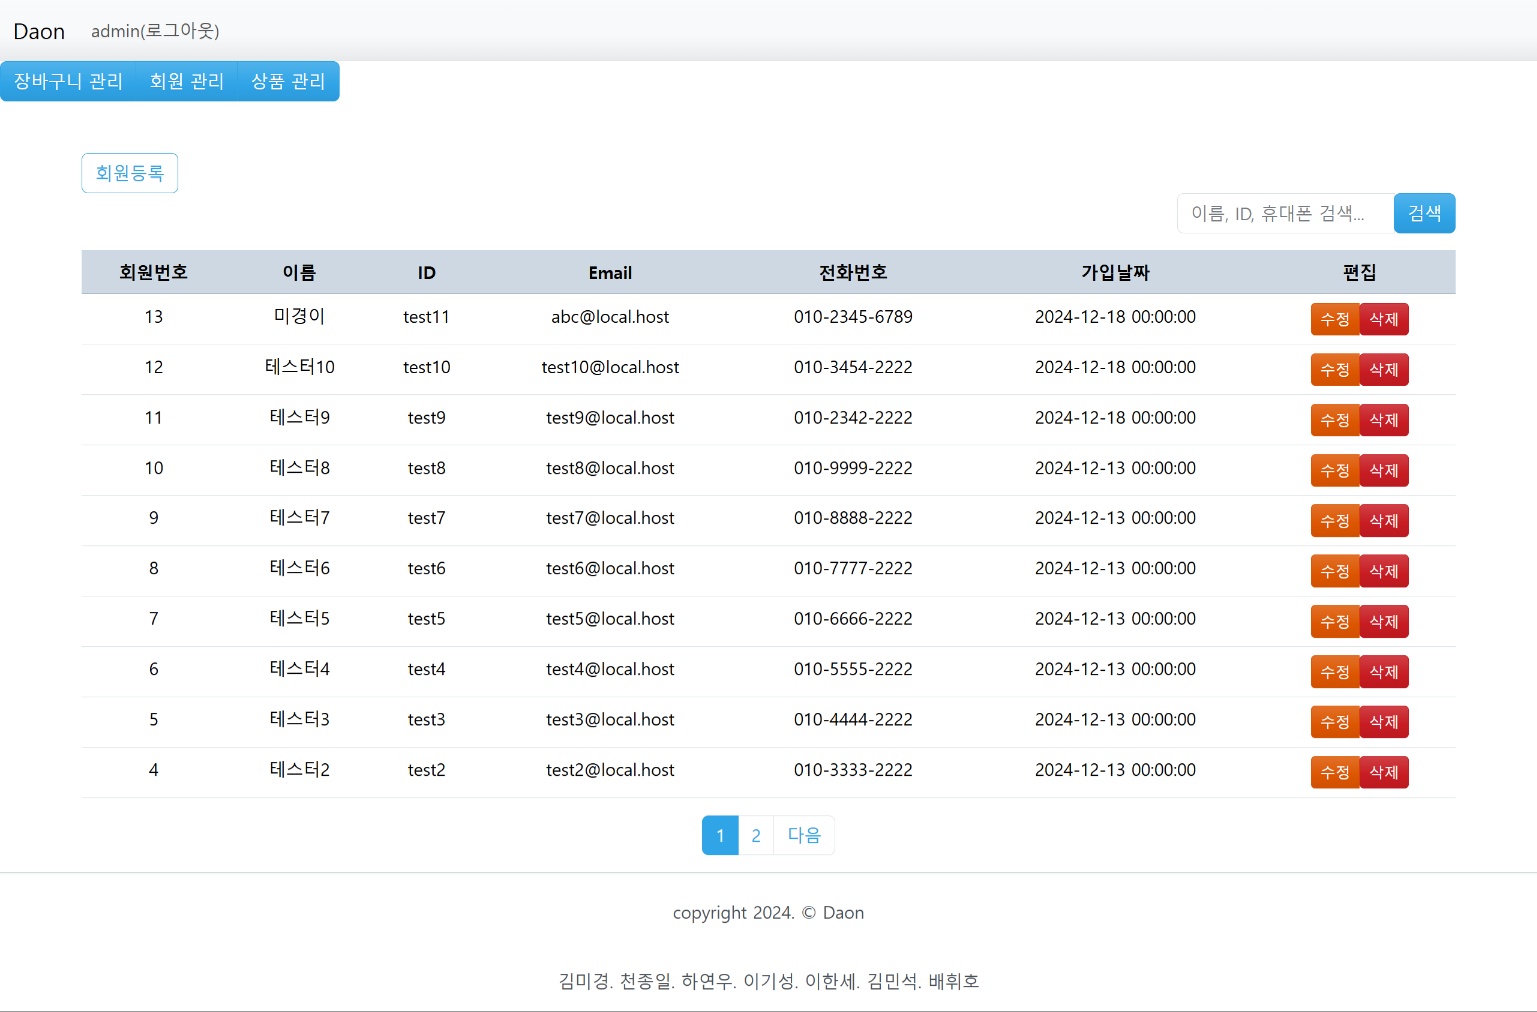 Daon admin(로그아웃)
장바구니 관리 회원 관리 상품 관리
회원등록
이름, ID, 휴대폰 검색... 검색
회원번호 이름 ID Email 전화번호 가입날짜 편집
13 미경이 test11 abc@local.host 010-2345-6789 2024-12-18 00:00:00 수정 삭제
12 테스터10 test10 test10@local.host 010-3454-2222 2024-12-18 00:00:00 수정 삭제
11 테스터9 test9 test9@local.host 010-2342-2222 2024-12-18 00:00:00 수정 삭제
10 테스터8 test8 test8@local.host 010-9999-2222 2024-12-13 00:00:00 수정 삭제
9 테스터7 test7 test7@local.host 010-8888-2222 2024-12-13 00:00:00 수정 삭제
8 테스터6 test6 test6@local.host 010-7777-2222 2024-12-13 00:00:00 수정 삭제
7 테스터5 test5 test5@local.host 010-6666-2222 2024-12-13 00:00:00 수정 삭제
6 테스터4 test4 test4@local.host 010-5555-2222 2024-12-13 00:00:00 수정 삭제
5 테스터3 test3 test3@local.host 010-4444-2222 2024-12-13 00:00:00 수정 삭제
4 테스터2 test2 test2@local.host 010-3333-2222 2024-12-13 00:00:00 수정 삭제
1 2 다음
copyright 2024. © Daon
김미경. 천종일. 하연우. 이기성. 이한세. 김민석. 배휘호